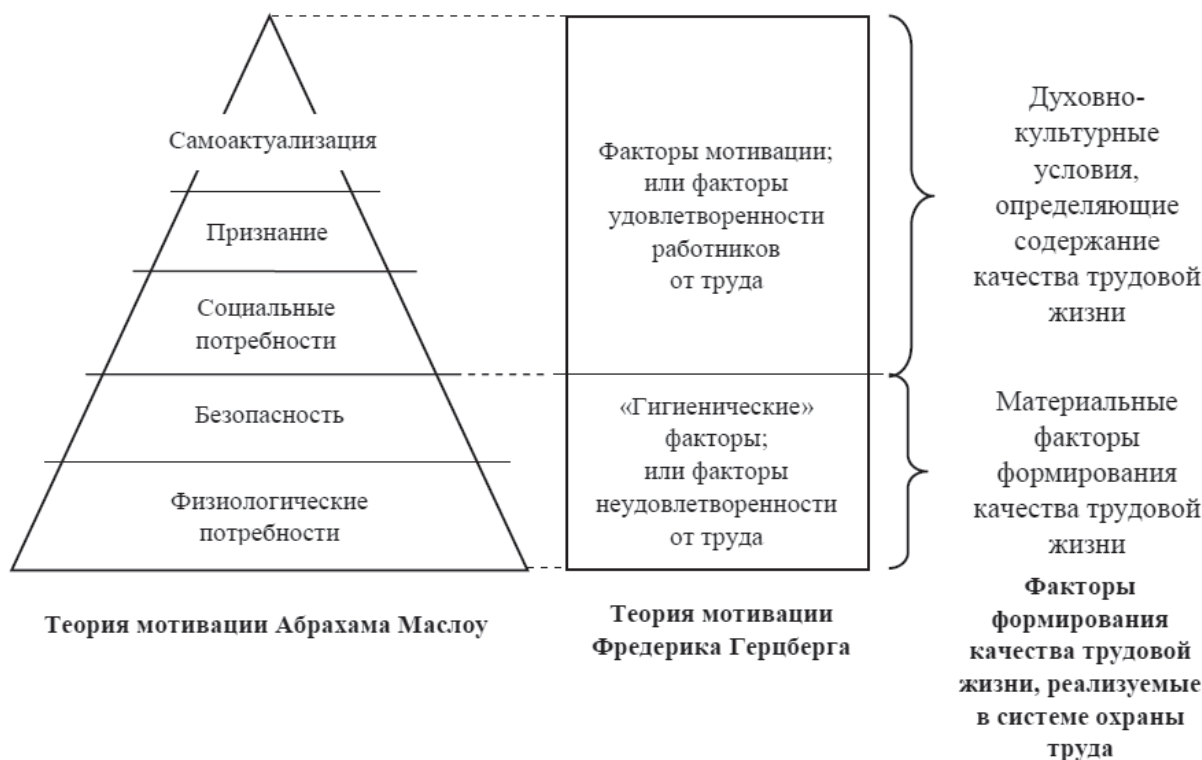 Самоактуализация
Признание
Социальные
потребности
Безопасность
Физиологические
потребности
Теория мотивации Абрахама Маслоу
Факторы мотивации;
или факторы
удовлетворенности
работников
от труда
«Гигиенические»
факторы;
или факторы
неудовлетворенности
от труда
Теория мотивации
Фредерика Герцберга
Духовно-
культурные
условия,
определяющие
содержание
качества трудовой
жизни
Материальные
факторы
формирования
качества трудовой
жизни
Факторы
формирования
качества трудовой
жизни, реализуемые
в системе охраны
труда